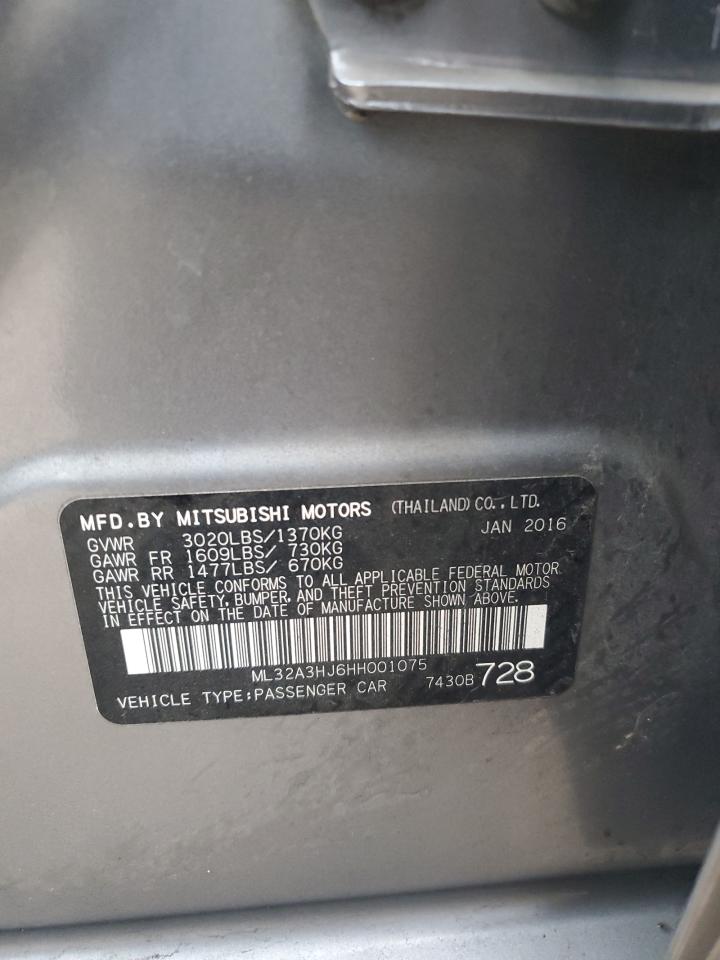 MFD.BY MITSUBISHI MOTORS (THAILAND) CO., LTD.
GVWR 3020LBS/1370KG JAN 2016
GAWR FR 1609LBS/ 730KG
GAWR RR 1477LBS/ 670KG
THIS VEHICLE CONFORMS TO ALL APPLICABLE FEDERAL MOTOR
VEHICLE SAFETY, BUMPER, AND THEFT PREVENTION STANDARDS
IN EFFECT ON THE DATE OF MANUFACTURE SHOWN ABOVE.
ML32A3HJ6HH001075
VEHICLE TYPE:PASSENGER CAR 7430B 728